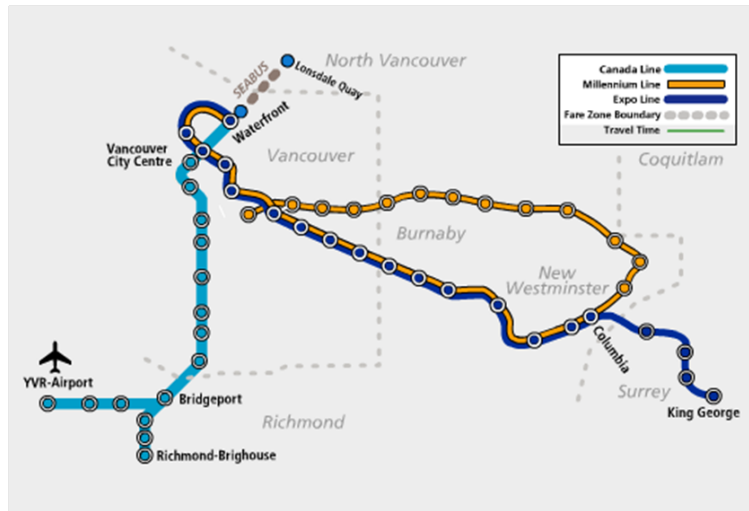 North Vancouver
SEABUS
Lonsdale Quay
Canada Line
Millennium Line
Expo Line
Fare Zone Boundary
Travel Time
Waterfront
Vancouver
City Centre
Vancouver
Coquitlam
Burnaby
New
Westminster
Columbia
YVR-Airport
Bridgeport
Surrey
King George
Richmond
Richmond-Brighouse